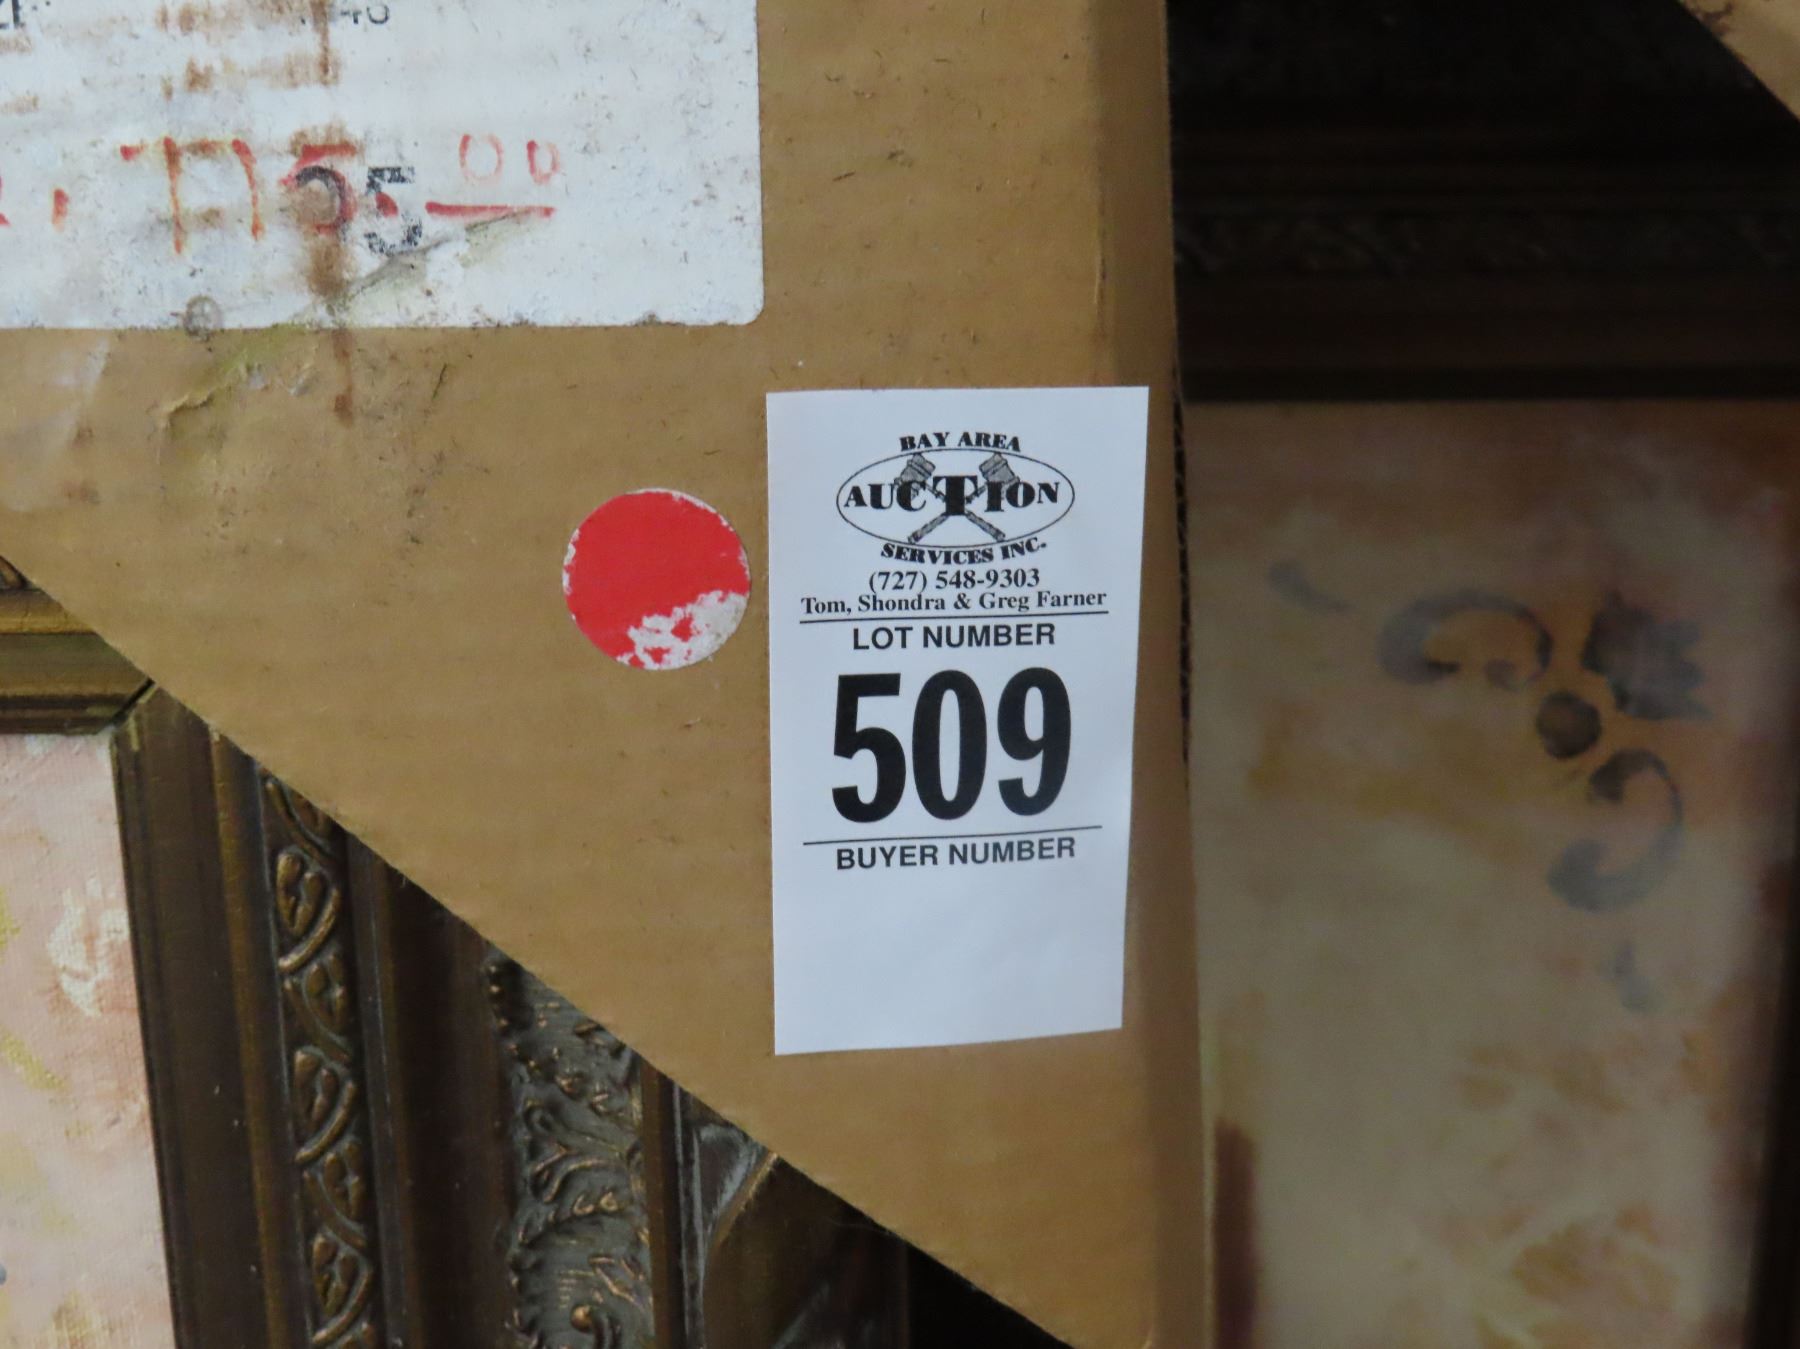 BAY AREA
AUCTION
SERVICES INC.
(727) 548-9303
Tom, Shondra & Greg Farner
LOT NUMBER
509
BUYER NUMBER